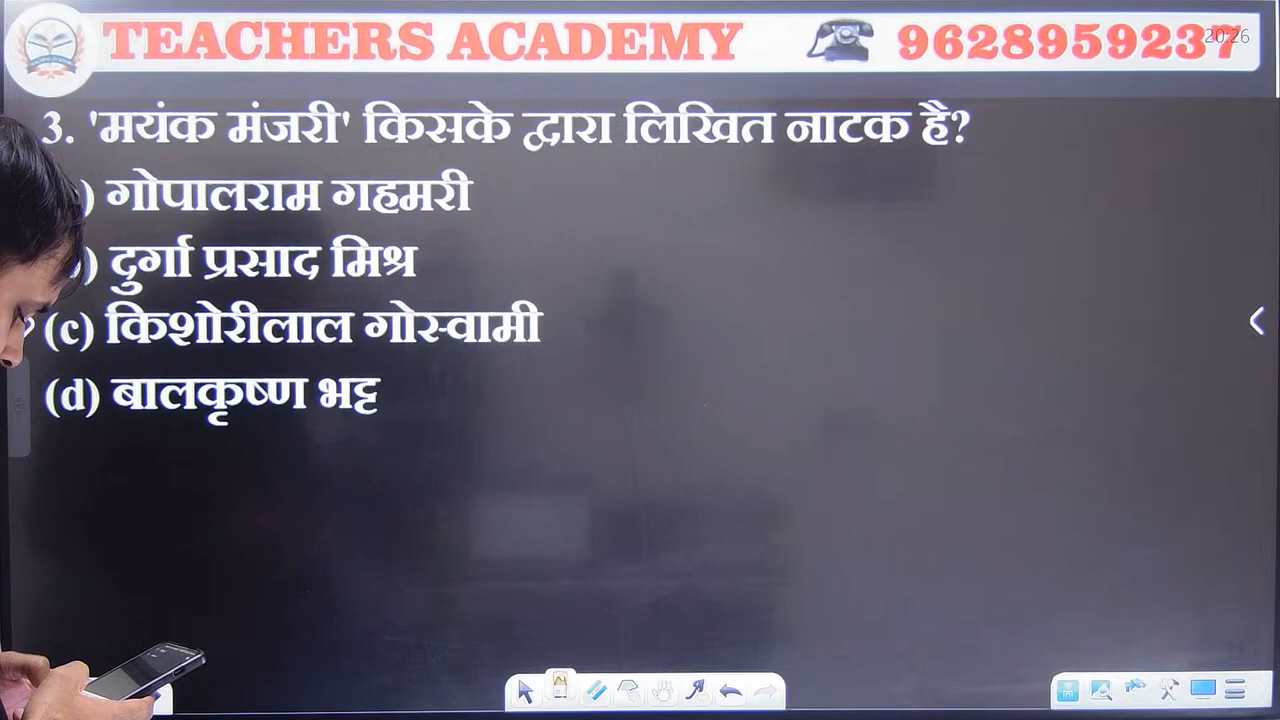 TEACHERS ACADEMY 9628959237
20:26
3. 'मयंक मंजरी' किसके द्वारा लिखित नाटक है?
) गोपालराम गहमरी
) दुर्गा प्रसाद मिश्र
(c) किशोरीलाल गोस्वामी
(d) बालकृष्ण भट्ट